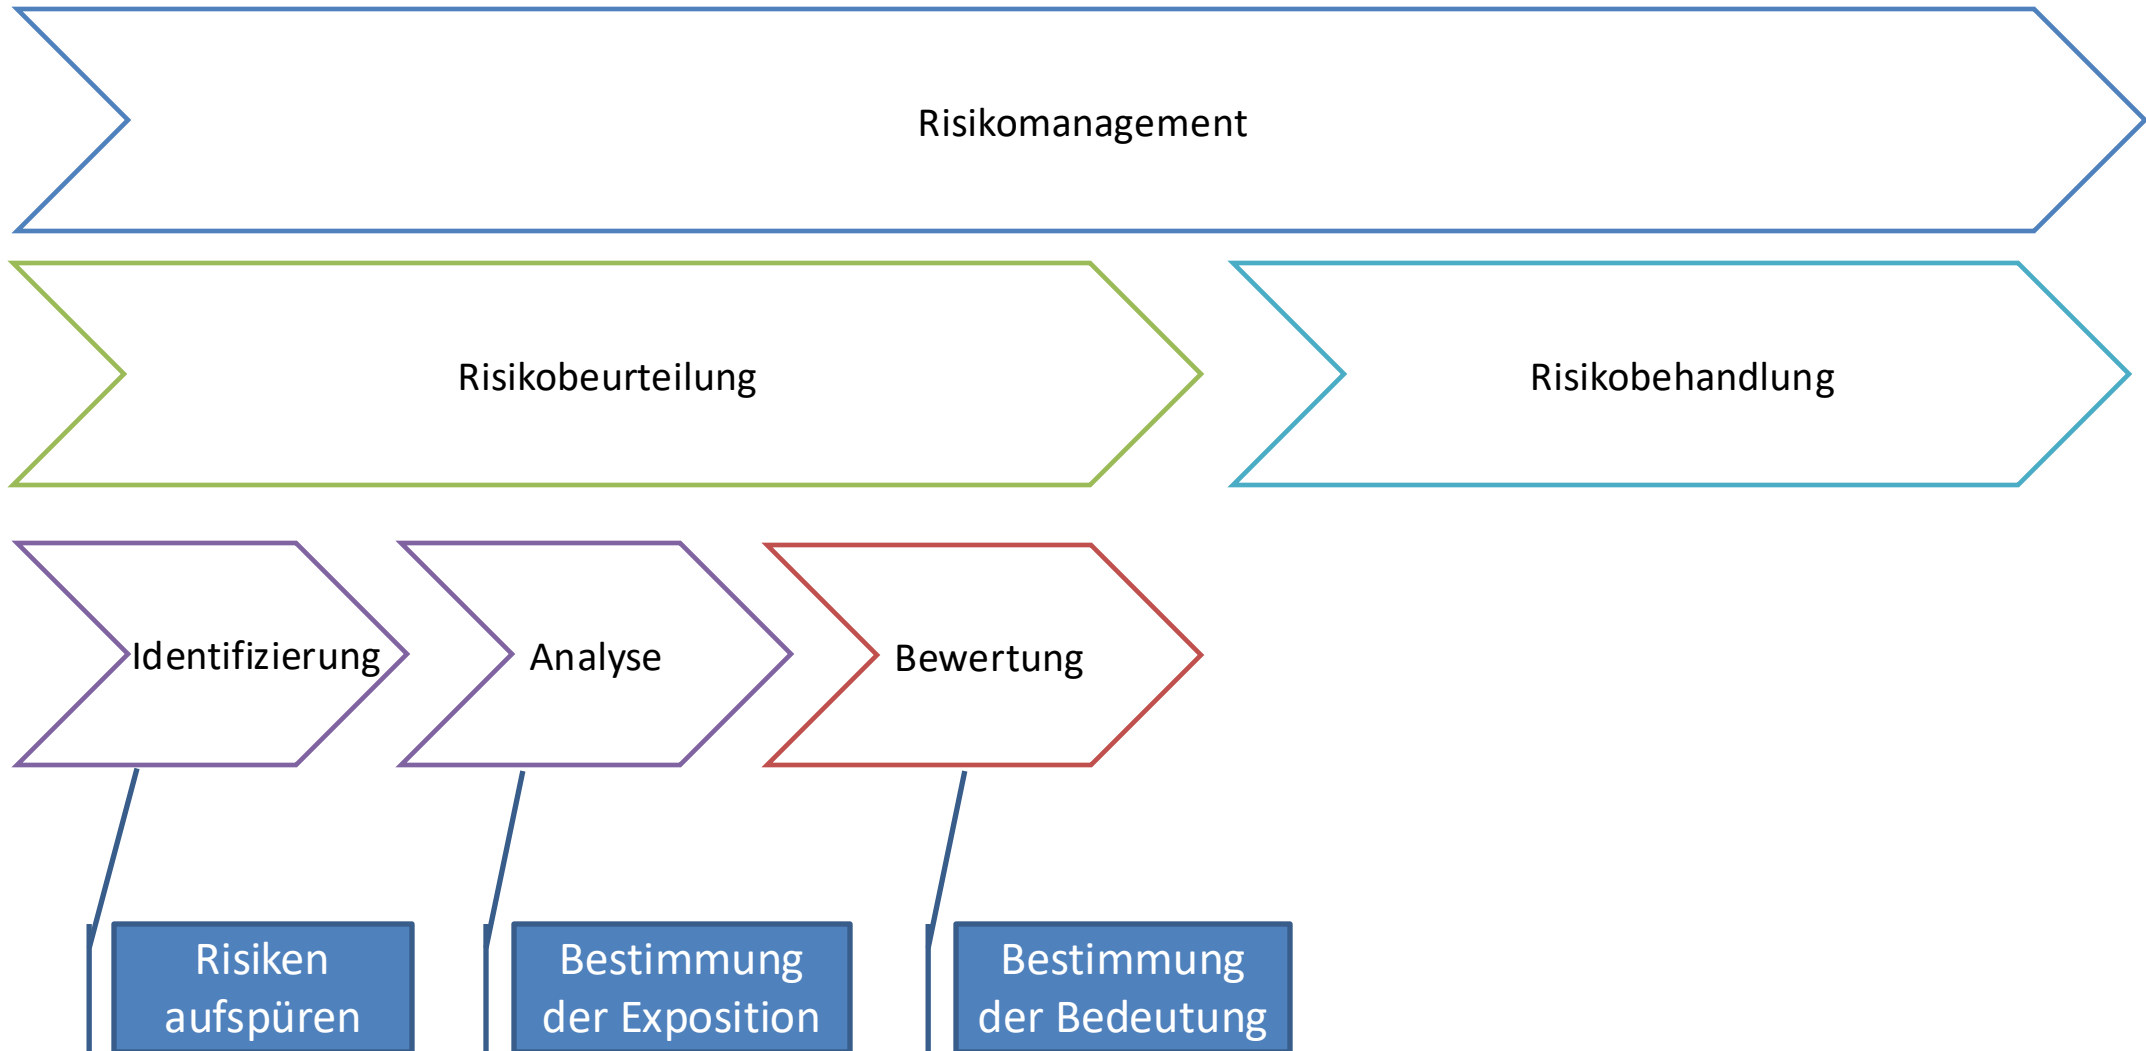 Risikomanagement
Risikobeurteilung
Risikobehandlung
Identifizierung
Analyse
Bewertung
Risiken
aufspüren
Bestimmung
der Exposition
Bestimmung
der Bedeutung